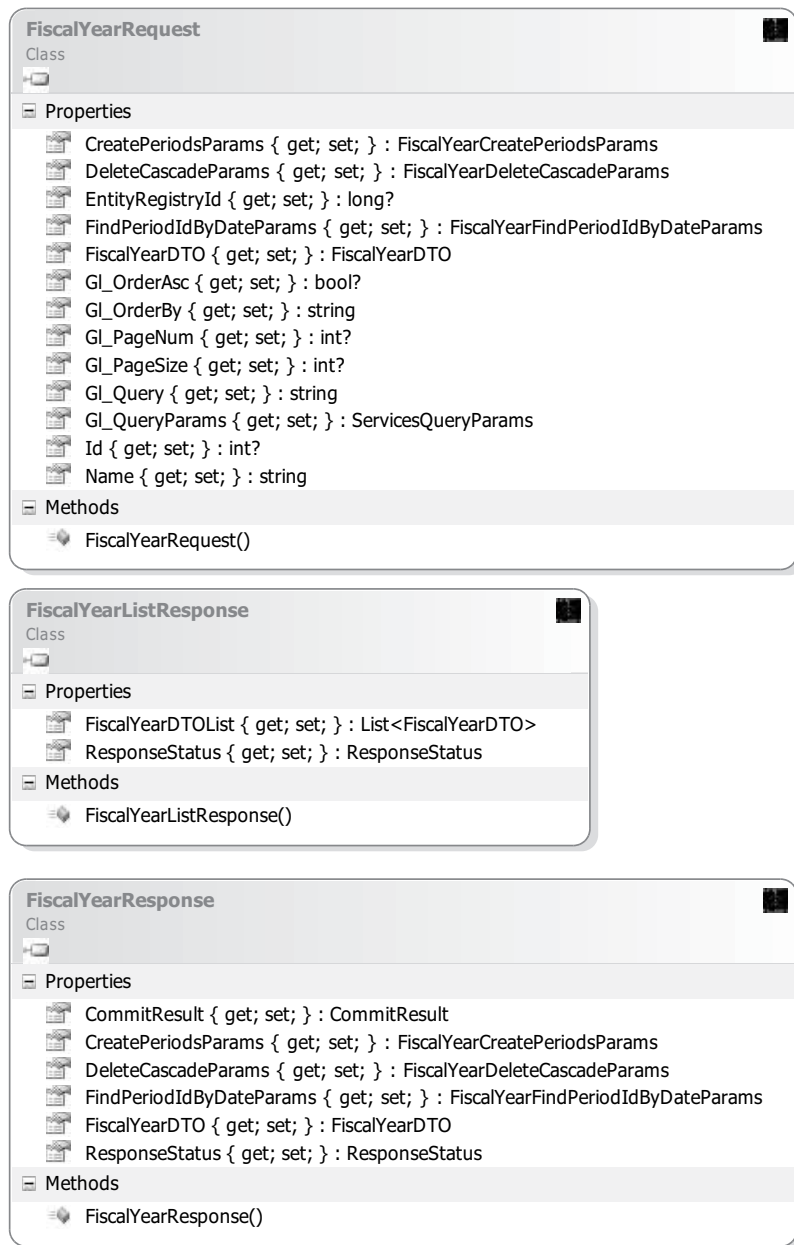 FiscalYearRequest
Class
Properties
CreatePeriodsParams { get; set; } : FiscalYearCreatePeriodsParams
DeleteCascadeParams { get; set; } : FiscalYearDeleteCascadeParams
EntityRegistryId { get; set; } : long?
FindPeriodIdByDateParams { get; set; } : FiscalYearFindPeriodIdByDateParams
FiscalYearDTO { get; set; } : FiscalYearDTO
Gl_OrderAsc { get; set; } : bool?
Gl_OrderBy { get; set; } : string
Gl_PageNum { get; set; } : int?
Gl_PageSize { get; set; } : int?
Gl_Query { get; set; } : string
Gl_QueryParams { get; set; } : ServicesQueryParams
Id { get; set; } : int?
Name { get; set; } : string
Methods
FiscalYearRequest()
FiscalYearListResponse
Class
Properties
FiscalYearDTOList { get; set; } : List<FiscalYearDTO>
ResponseStatus { get; set; } : ResponseStatus
Methods
FiscalYearListResponse()
FiscalYearResponse
Class
Properties
CommitResult { get; set; } : CommitResult
CreatePeriodsParams { get; set; } : FiscalYearCreatePeriodsParams
DeleteCascadeParams { get; set; } : FiscalYearDeleteCascadeParams
FindPeriodIdByDateParams { get; set; } : FiscalYearFindPeriodIdByDateParams
FiscalYearDTO { get; set; } : FiscalYearDTO
ResponseStatus { get; set; } : ResponseStatus
Methods
FiscalYearResponse()